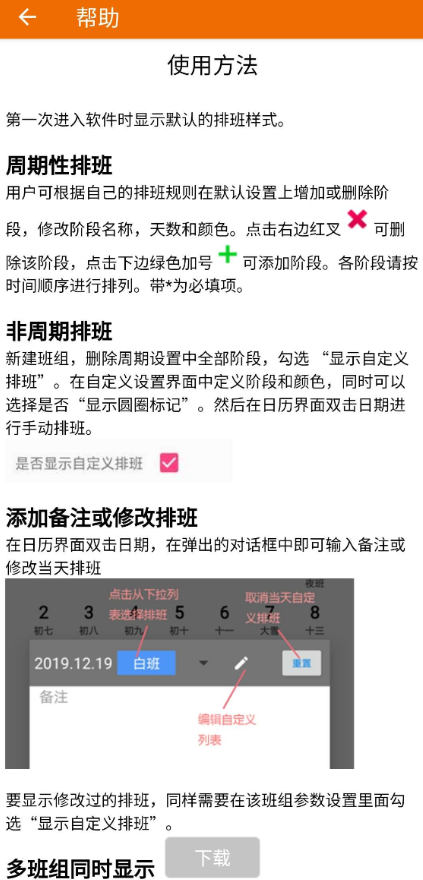 帮助
使用方法
第一次进入软件时显示默认的排班样式。
周期性排班
用户可根据自己的排班规则在默认设置上增加或删除阶
段，修改阶段名称，天数和颜色。点击右边红叉 可删
除该阶段，点击下边绿色加号 可添加阶段。各阶段请按
时间顺序进行排列。带*为必填项。
非周期排班
新建班组，删除周期设置中全部阶段，勾选 “显示自定义
排班”。在自定义设置界面中定义阶段和颜色，同时可以
选择是否“显示圆圈标记”。然后在日历界面双击日期进
行手动排班。
是否显示自定义排班
添加备注或修改排班
在日历界面双击日期，在弹出的对话框中即可输入备注或
修改当天排班
夜班
点击从下拉列
表选择排班
取消当天自定
义排班
2 3 4 5 6 7 8
初七 初八 初九 初十 十一 大雪 十三
2019.12.19 白班 重置
备注
编辑自定义
列表
要显示修改过的排班，同样需要在该班组参数设置里面勾
选“显示自定义排班”。
多班组同时显示
下载